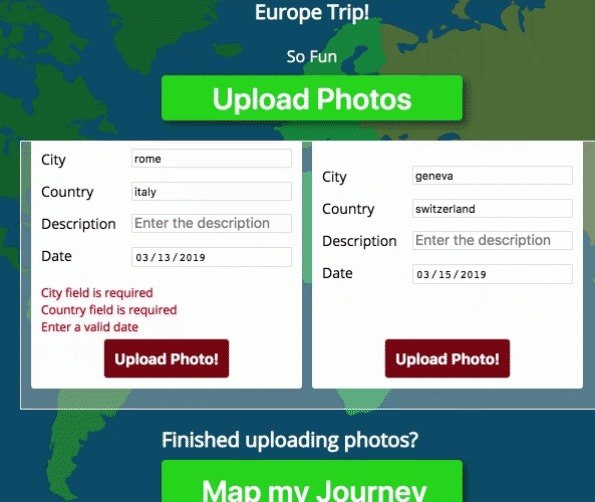 Europe Trip!
So Fun
Upload Photos
City rome
Country italy
Description Enter the description
Date 03/13/2019
City field is required
Country field is required
Enter a valid date
Upload Photo!
City geneva
Country switzerland
Description Enter the description
Date 03/15/2019
Upload Photo!
Finished uploading photos?
Map my Journey